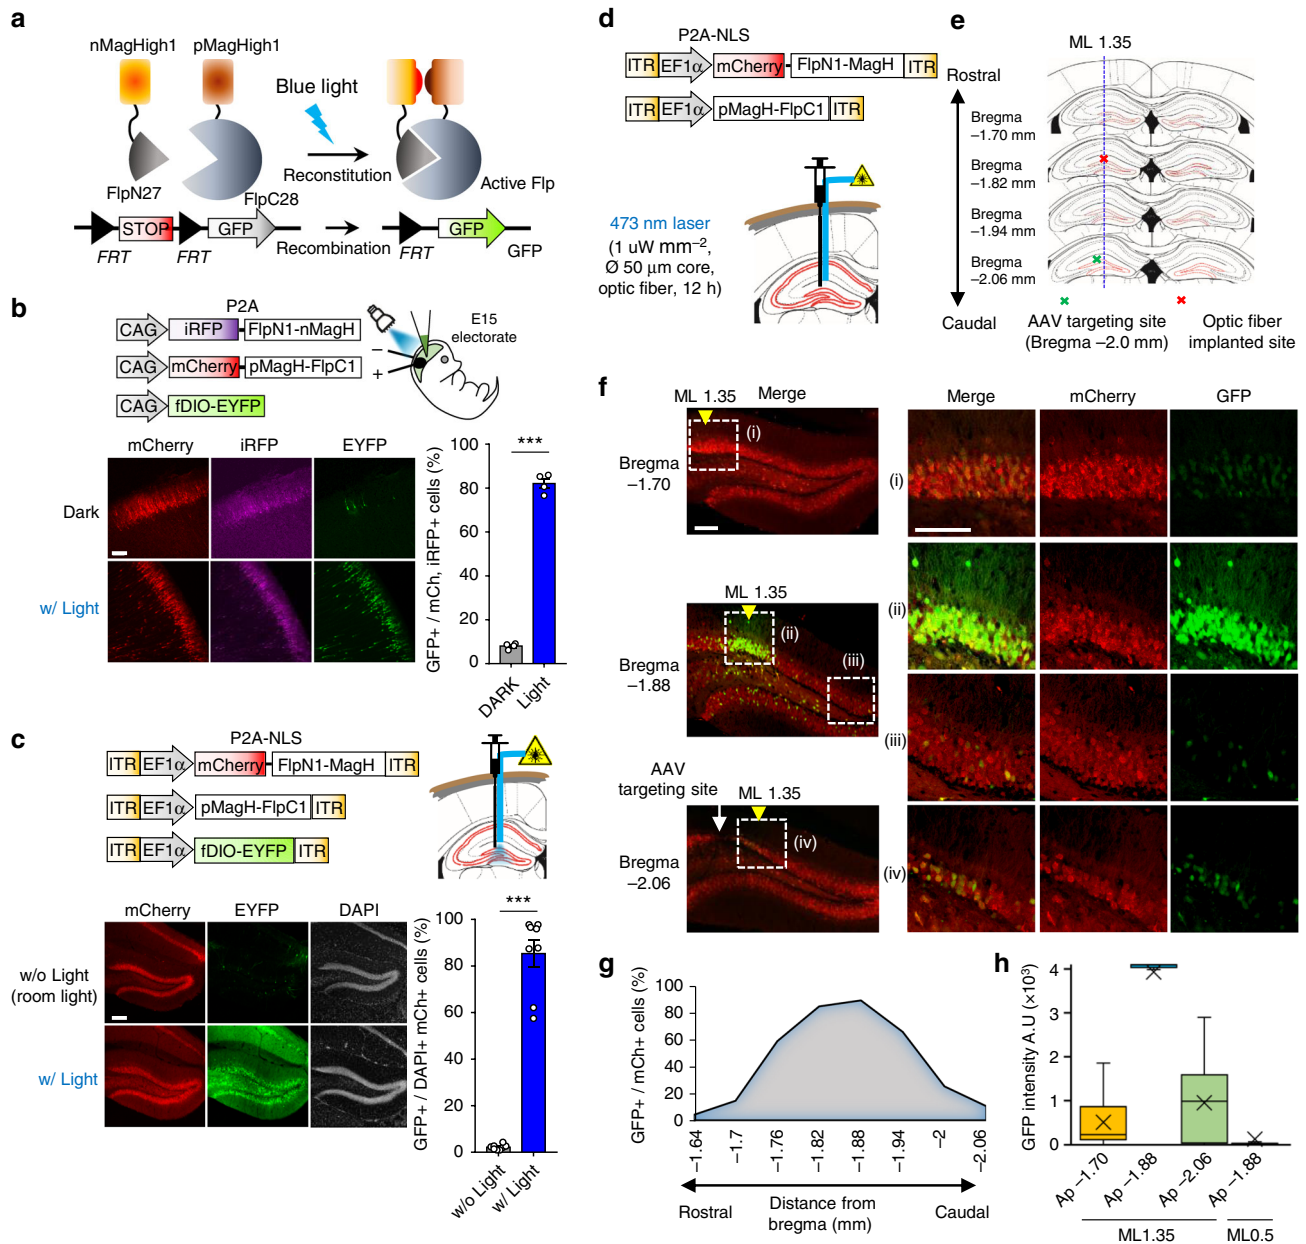 a
nMagHigh1
pMagHigh1
Blue light
Reconstitution
FlpN27
FlpC28
Active Flp
STOP
GFP
Recombination
GFP
GFP
FRT
FRT
FRT
b
P2A
CAG
iRFP
FlpN1-nMagH
CAG
mCherry
pMagH-FlpC1
CAG
fDIO-EYFP
E15
electorate
–
+
mCherry
iRFP
EYFP
Dark
w/ Light
GFP+ / mCh, iRFP+ cells (%)
100
80
60
40
20
0
***
DARK
Light
c
P2A-NLS
ITR
EF1α
mCherry
FlpN1-MagH
ITR
ITR
EF1α
pMagH-FlpC1
ITR
ITR
EF1α
fDIO-EYFP
ITR
mCherry
EYFP
DAPI
w/o Light
(room light)
w/ Light
GFP+ / DAPI+ mCh+ cells (%)
100
80
60
40
20
0
***
w/o Light
w/ Light
d
P2A-NLS
ITR
EF1α
mCherry
FlpN1-MagH
ITR
ITR
EF1α
pMagH-FlpC1
ITR
473 nm laser
(1 uW mm⁻²,
Ø 50 μm core,
optic fiber, 12 h)
e
ML 1.35
Rostral
Bregma
–1.70 mm
Bregma
–1.82 mm
Bregma
–1.94 mm
Bregma
–2.06 mm
Caudal
AAV targeting site
(Bregma –2.0 mm)
Optic fiber
implanted site
f
ML 1.35
Merge
Merge
mCherry
GFP
Bregma
–1.70
(i)
(i)
ML 1.35
Bregma
–1.88
(ii)
(iii)
(ii)
(iii)
AAV
targeting site
ML 1.35
Bregma
–2.06
(iv)
(iv)
g
GFP+ / mCh+ cells (%)
100
80
60
40
20
0
–1.64
–1.7
–1.76
–1.82
–1.88
–1.94
–2
–2.06
Rostral
Distance from
bregma (mm)
Caudal
h
GFP intensity A.U (×10³)
4
3
2
1
0
Ap –1.70
Ap –1.88
Ap –2.06
Ap –1.88
ML1.35
ML0.5